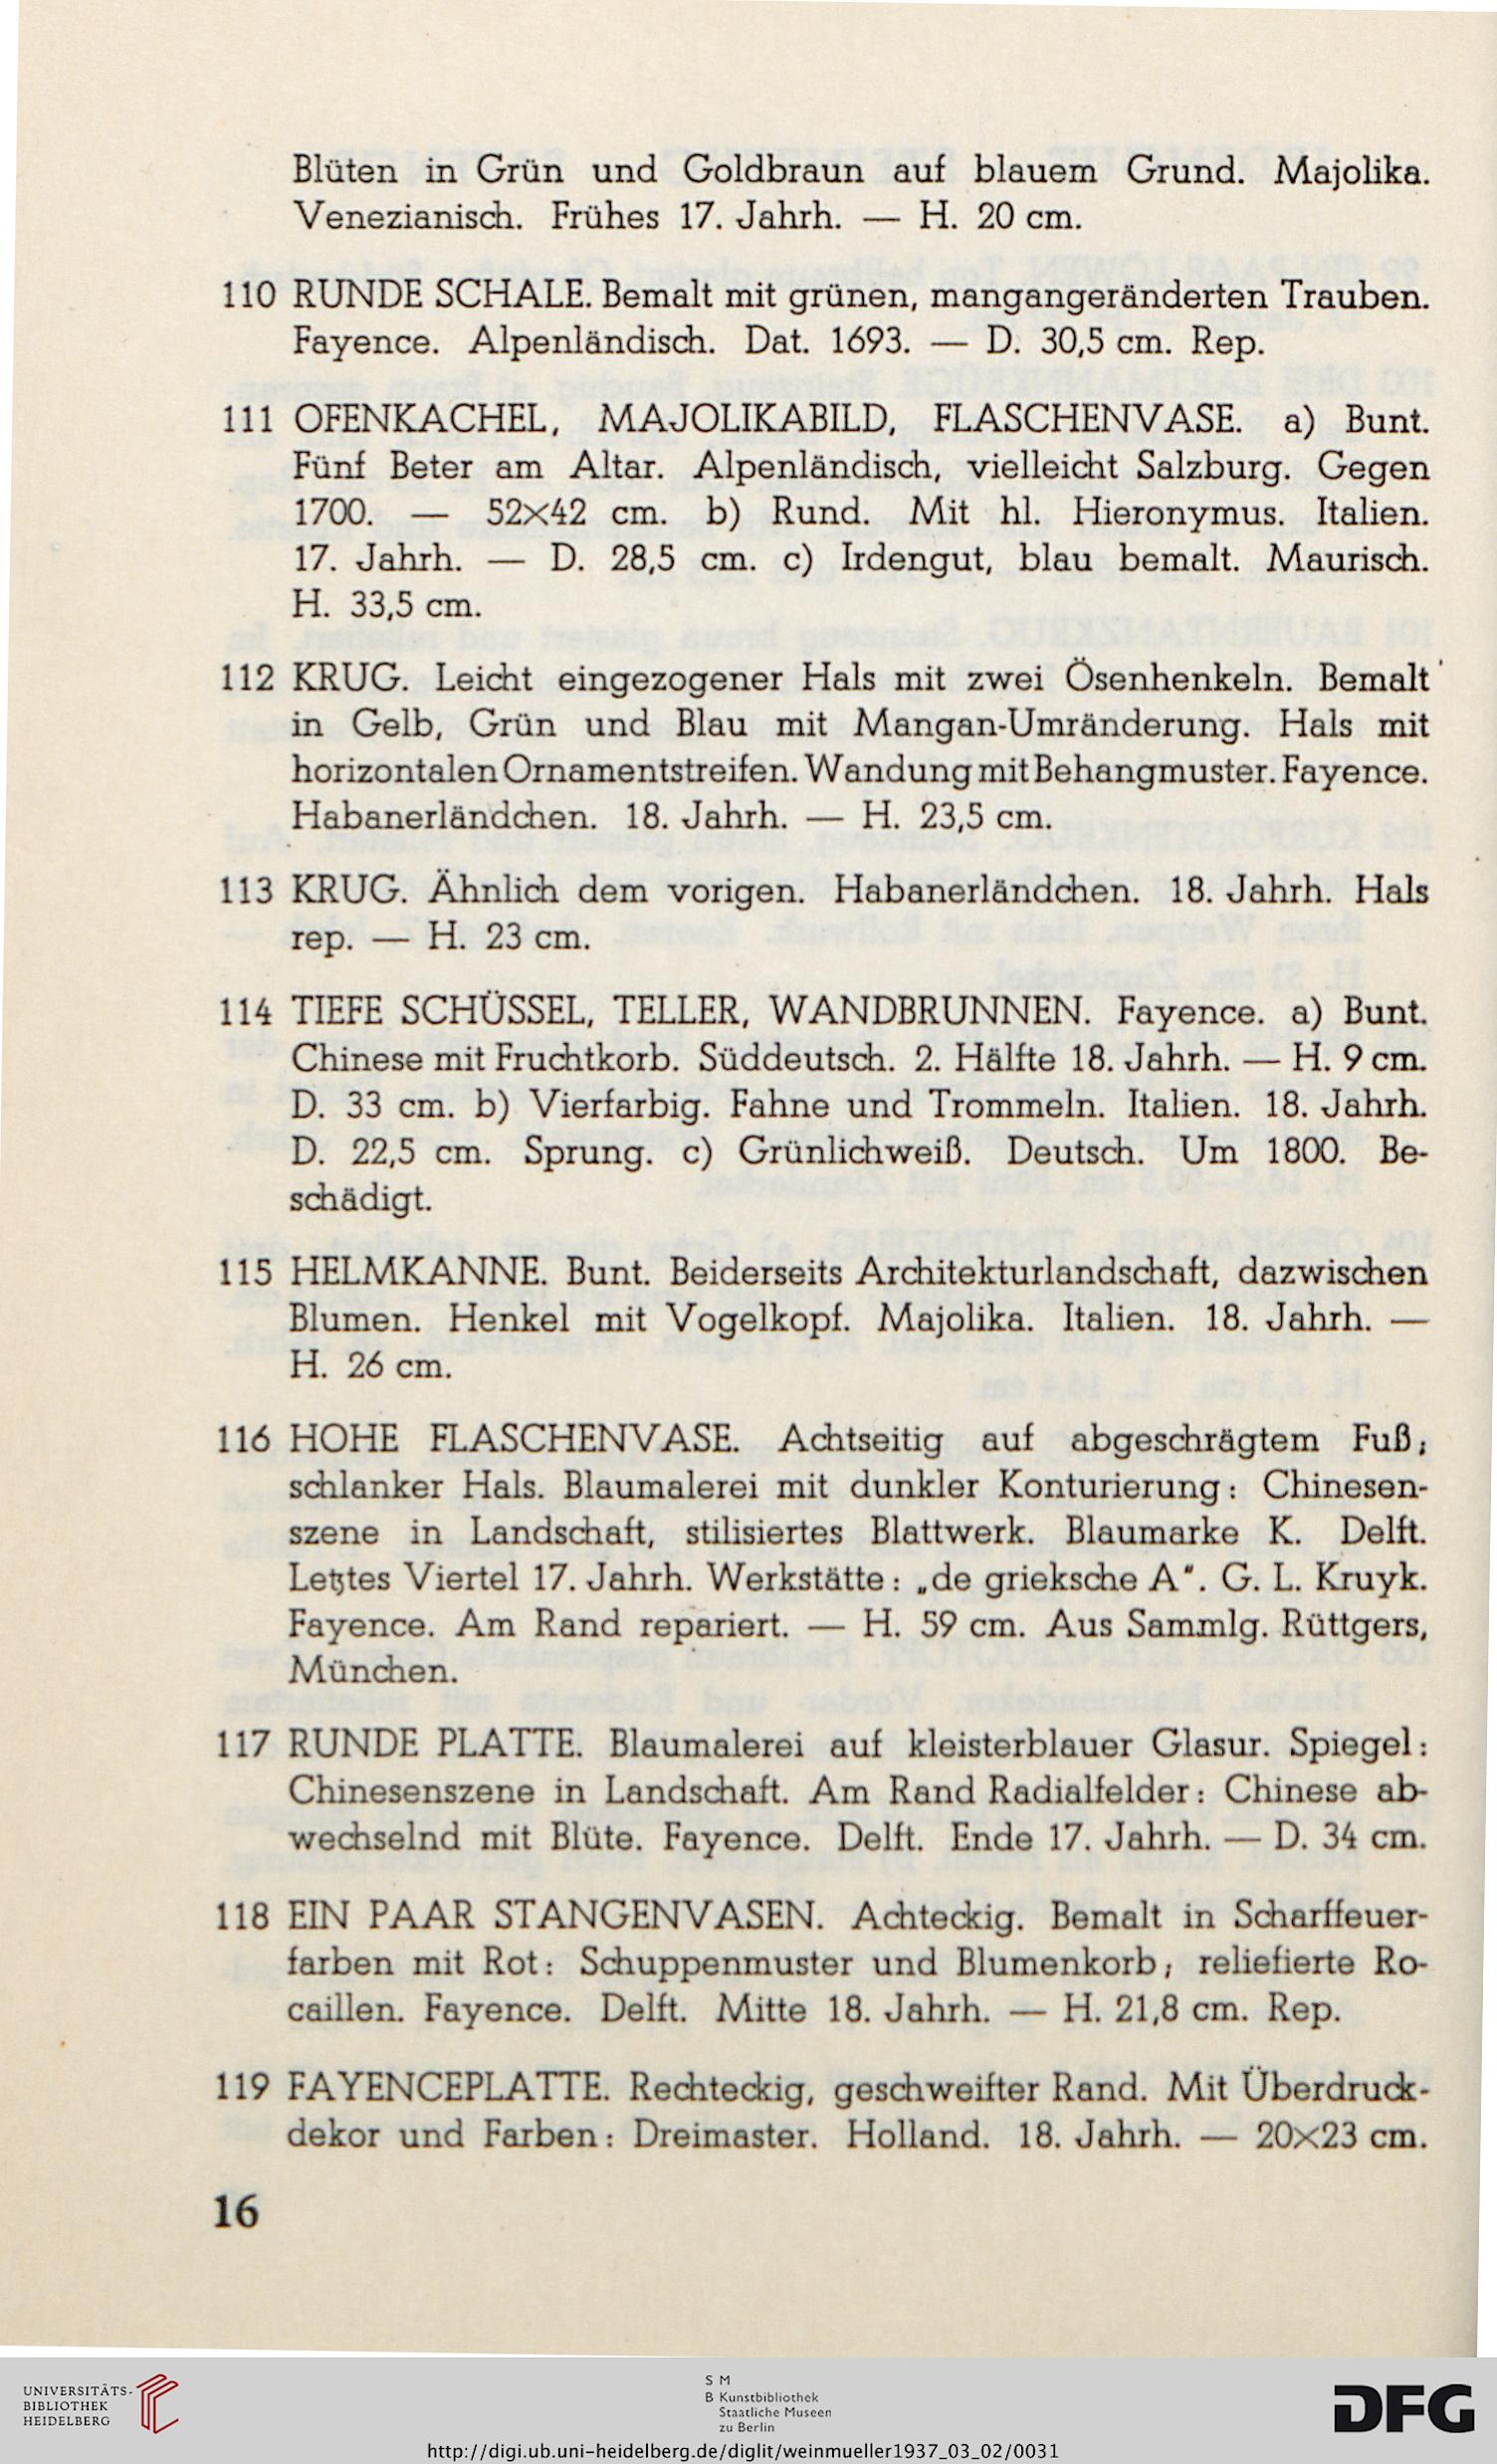 Blüten in Grün und Goldbraun auf blauem Grund. Majolika.
Venezianisch. Frühes 17. Jahrh. — H. 20 cm.
110 RUNDE SCHALE. Bemalt mit grünen, mangangeränderten Trauben.
Fayence. Alpenländisch. Dat. 1693. — D. 30,5 cm. Rep.
111 OFENKACHEL, MAJOLIKABILD, FLASCHENVASE. a) Bunt.
Fünf Beter am Altar. Alpenländisch, vielleicht Salzburg. Gegen
1700. — 52×42 cm. b) Rund. Mit hl. Hieronymus. Italien.
17. Jahrh. — D. 28,5 cm. c) Irdengut, blau bemalt. Maurisch.
H. 33,5 cm.
112 KRUG. Leicht eingezogener Hals mit zwei Ösenhenkeln. Bemalt
in Gelb, Grün und Blau mit Mangan-Umränderung. Hals mit
horizontalen Ornamentstreifen. Wandung mit Behangmuster. Fayence.
Habanerländchen. 18. Jahrh. — H. 23,5 cm.
113 KRUG. Ähnlich dem vorigen. Habanerländchen. 18. Jahrh. Hals
rep. — H. 23 cm.
114 TIEFE SCHÜSSEL, TELLER, WANDBRUNNEN. Fayence. a) Bunt.
Chinese mit Fruchtkorb. Süddeutsch. 2. Hälfte 18. Jahrh. — H. 9 cm.
D. 33 cm. b) Vierfarbig. Fahne und Trommeln. Italien. 18. Jahrh.
D. 22,5 cm. Sprung. c) Grünlichweiß. Deutsch. Um 1800. Be-
schädigt.
115 HELMKANNE. Bunt. Beiderseits Architekturlandschaft, dazwischen
Blumen. Henkel mit Vogelkopf. Majolika. Italien. 18. Jahrh. —
H. 26 cm.
116 HOHE FLASCHENVASE. Achtseitig auf abgeschrägtem Fuß;
schlanker Hals. Blaumalerei mit dunkler Konturierung: Chinesen-
szene in Landschaft, stilisiertes Blattwerk. Blaumarke K. Delft.
Letztes Viertel 17. Jahrh. Werkstätte: „de grieksche A“. G. L. Kruyk.
Fayence. Am Rand repariert. — H. 59 cm. Aus Sammlg. Rüttgers,
München.
117 RUNDE PLATTE. Blaumalerei auf kleisterblauer Glasur. Spiegel:
Chinesenszene in Landschaft. Am Rand Radialfelder: Chinese ab-
wechselnd mit Blüte. Fayence. Delft. Ende 17. Jahrh. — D. 34 cm.
118 EIN PAAR STANGENVASEN. Achteckig. Bemalt in Scharffeuer-
farben mit Rot: Schuppenmuster und Blumenkorb; reliefierte Ro-
caillen. Fayence. Delft. Mitte 18. Jahrh. — H. 21,8 cm. Rep.
119 FAYENCEPLATTE. Rechteckig, geschweifter Rand. Mit Überdruck-
dekor und Farben: Dreimaster. Holland. 18. Jahrh. — 20×23 cm.
16
UNIVERSITÄTS-
BIBLIOTHEK
HEIDELBERG
S M
B Kunstbibliothek
Staatliche Museen
zu Berlin
DFG
http://digi.ub.uni-heidelberg.de/diglit/weinmueller1937_03_02/0031